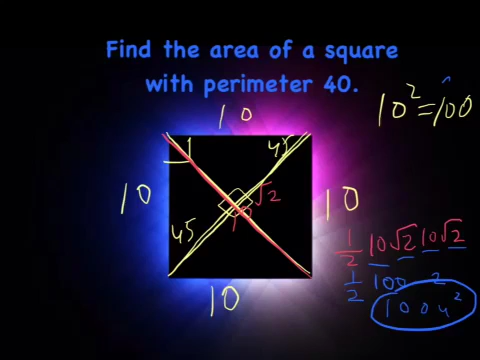 Find the area of a square
with perimeter 40.
10
10² = 100
45
10
10√2
10
45
1/2 10√2 10√2
1/2 100 2
10
100u²